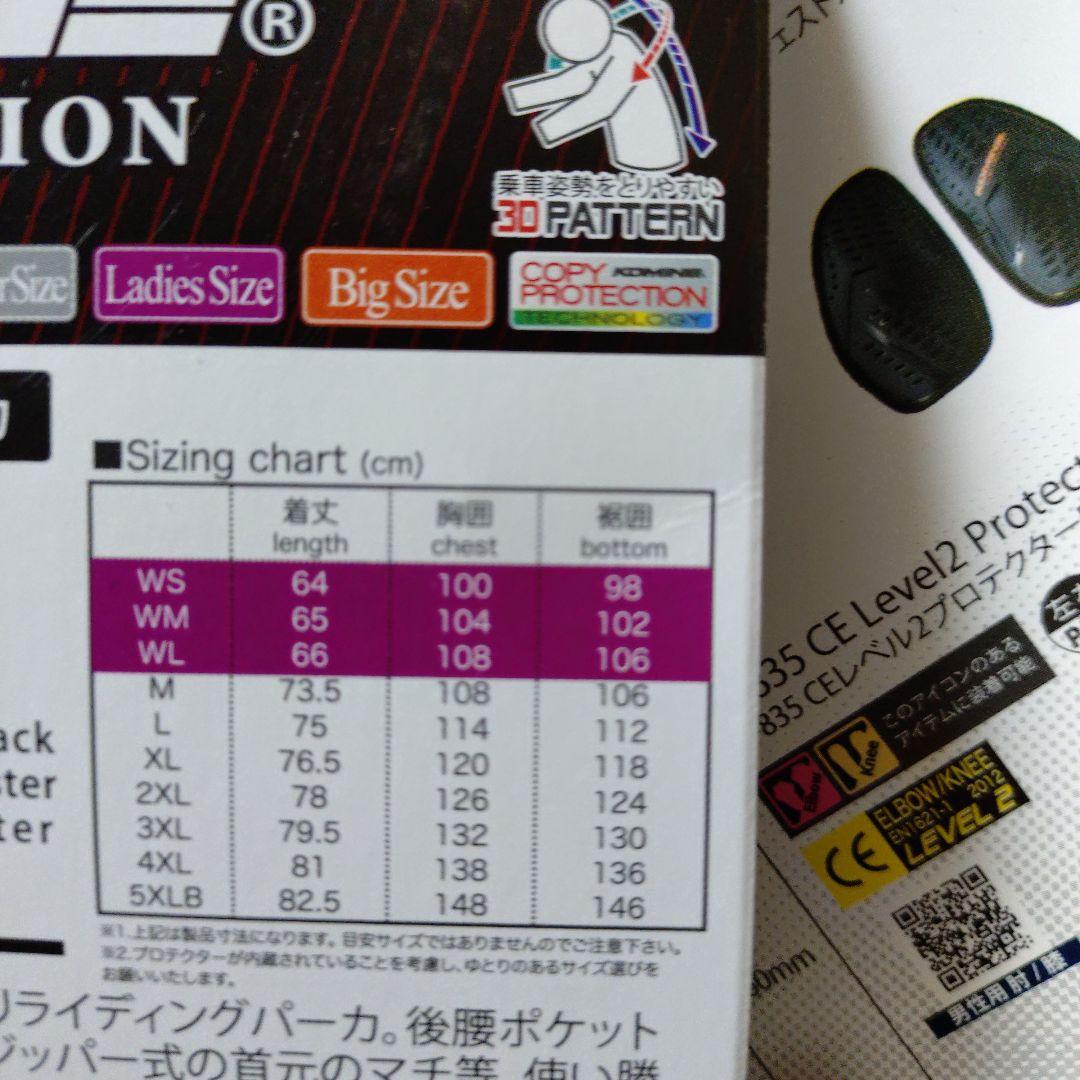 ®
ION
乗車姿勢をとりやすい
3D PATTERN
rSize
Ladies Size
Big Size
COPY KOMINE
PROTECTION
TECHNOLOGY
■Sizing chart (cm)
着丈 胸囲 裾囲
length chest bottom
WS 64 100 98
WM 65 104 102
WL 66 108 106
M 73.5 108 106
L 75 114 112
XL 76.5 120 118
2XL 78 126 124
3XL 79.5 132 130
4XL 81 138 136
5XLB 82.5 148 146
※1.上記は製品寸法になります。目安サイズではありませんのでご注意下さい。
※2.プロテクターが内蔵されていることを考慮し、ゆとりのあるサイズ選びを
お願いいたします。
ack
ster
ter
リライディングパーカ。後腰ポケット
ジッパー式の首元のマチ等、使い勝
ェスト
835 CE Level2 Protect
835 CEレベル2プロテクター
左
P
このアイコンのある
アイテムに装着可能
Elbow
Knee
CE
ELBOW/KNEE
EN1621-1 2012
LEVEL 2
0mm
男性用 肘/膝